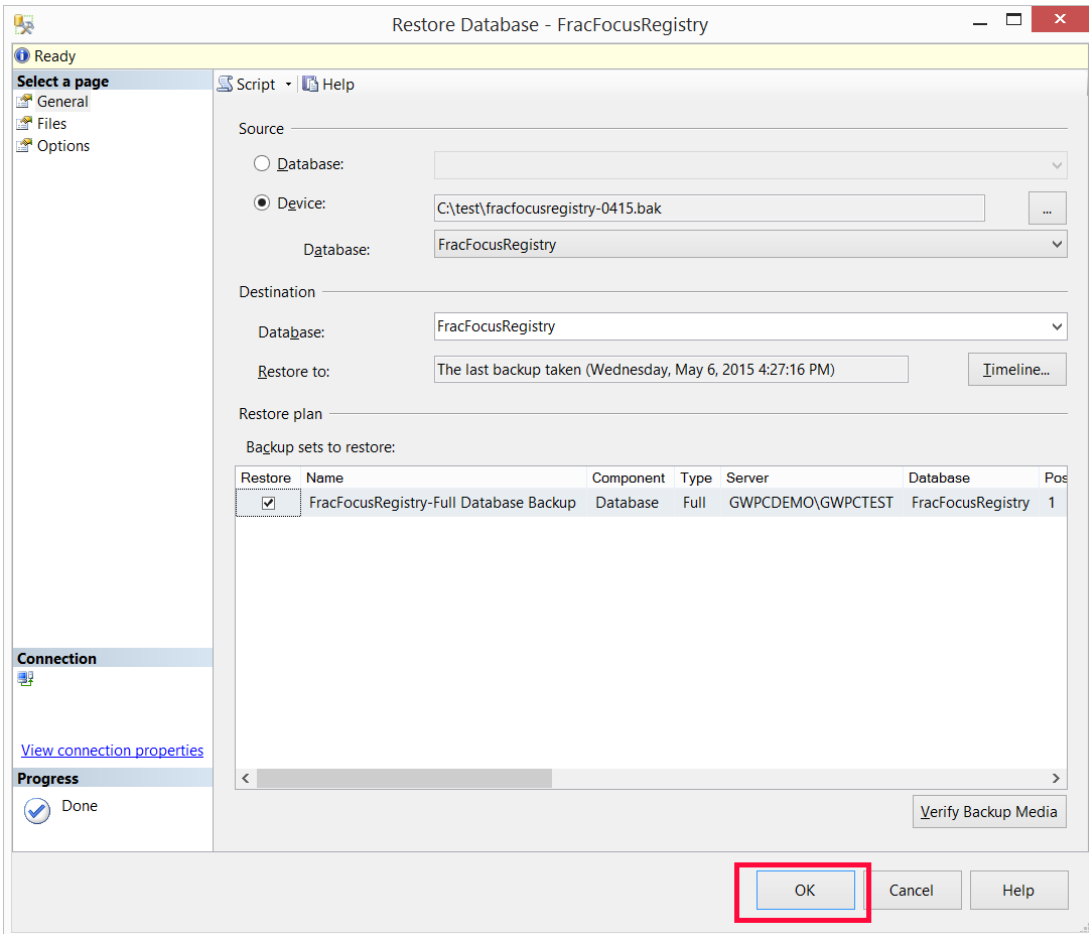 Restore Database - FracFocusRegistry
Ready
Select a page
General
Files
Options
Script Help
Source
Database:
Device: C:\test\fracfocusregistry-0415.bak ...
Database: FracFocusRegistry
Destination
Database: FracFocusRegistry
Restore to: The last backup taken (Wednesday, May 6, 2015 4:27:16 PM) Timeline...
Restore plan
Backup sets to restore:
Restore Name Component Type Server Database Pos
FracFocusRegistry-Full Database Backup Database Full GWPCDEMO\GWPCTEST FracFocusRegistry 1
Connection
View connection properties
Progress
Done
Verify Backup Media
OK Cancel Help